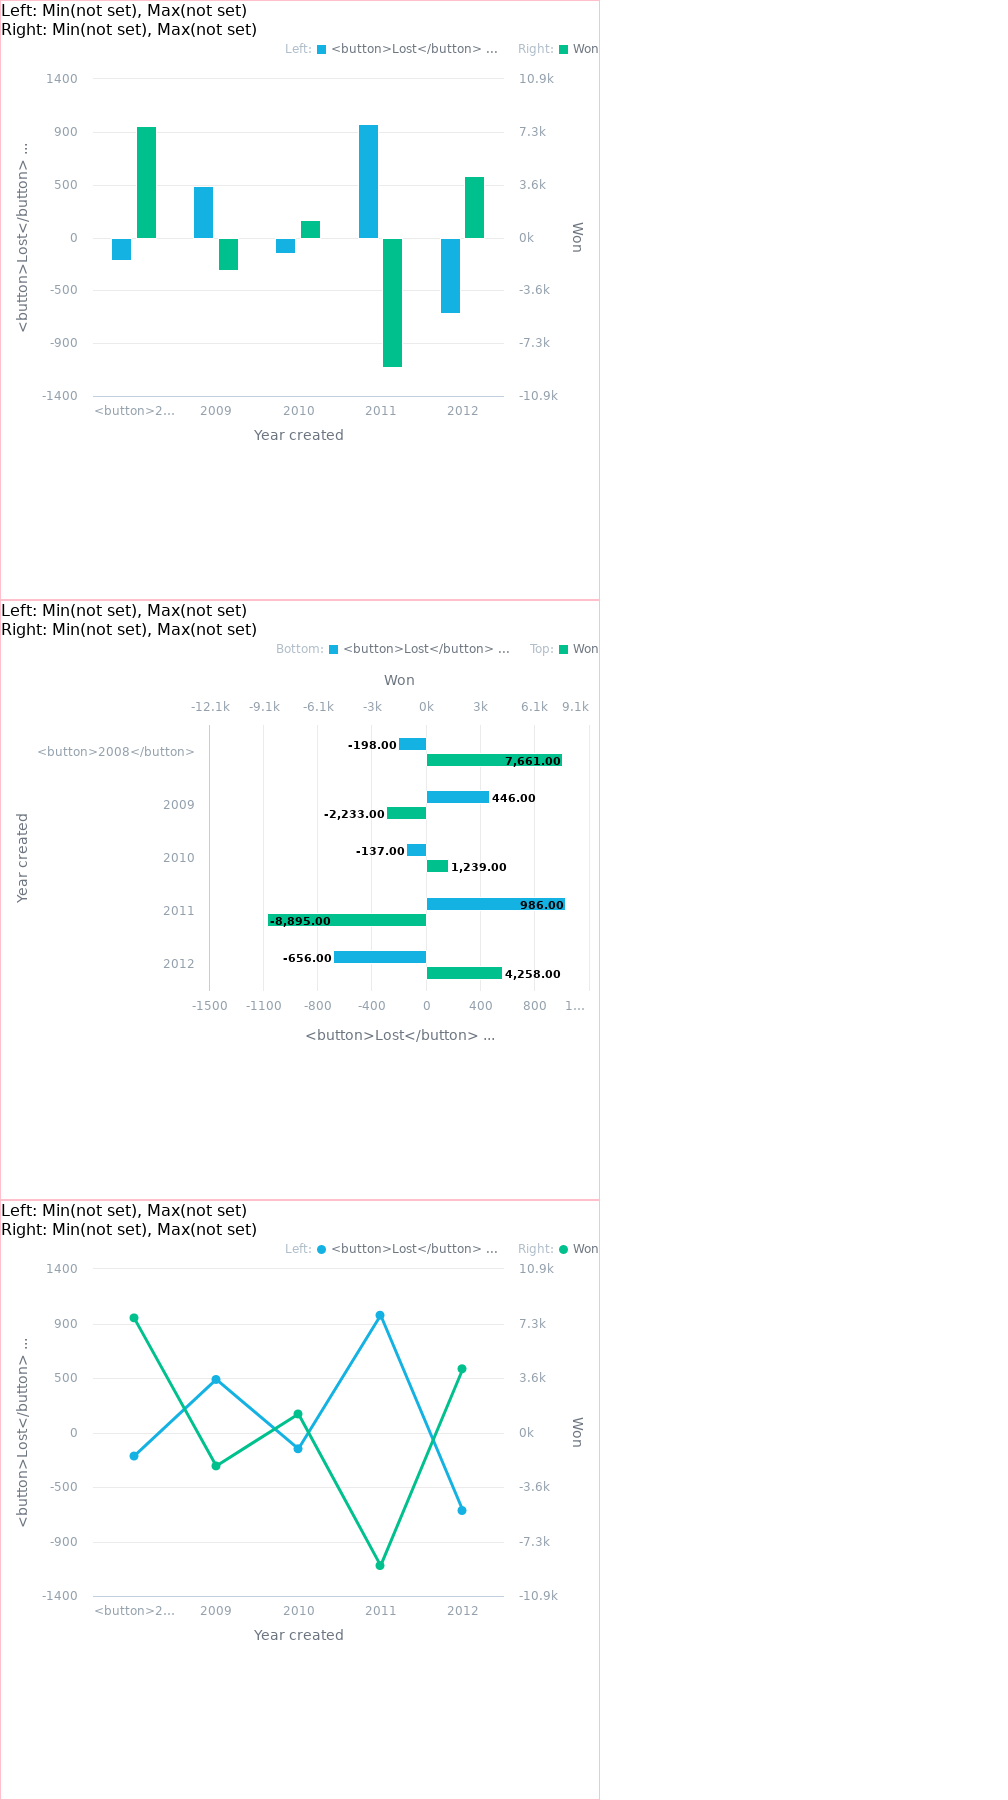 Left: Min(not set), Max(not set)
Right: Min(not set), Max(not set)
Left: <button>Lost</button> ... Right: Won
1400 10.9k
900 7.3k
500 3.6k
0 0k
-500 -3.6k
-900 -7.3k
-1400 -10.9k
<button>Lost</button> ...
Won
<button>2... 2009 2010 2011 2012
Year created
Left: Min(not set), Max(not set)
Right: Min(not set), Max(not set)
Bottom: <button>Lost</button> ... Top: Won
Won
-12.1k -9.1k -6.1k -3k 0k 3k 6.1k 9.1k
<button>2008</button> -198.00
7,661.00
2009 446.00
-2,233.00
2010 -137.00
1,239.00
2011 986.00
-8,895.00
2012 -656.00
4,258.00
Year created
-1500 -1100 -800 -400 0 400 800 1...
<button>Lost</button> ...
Left: Min(not set), Max(not set)
Right: Min(not set), Max(not set)
Left: <button>Lost</button> ... Right: Won
1400 10.9k
900 7.3k
500 3.6k
0 0k
-500 -3.6k
-900 -7.3k
-1400 -10.9k
<button>Lost</button> ...
Won
<button>2... 2009 2010 2011 2012
Year created